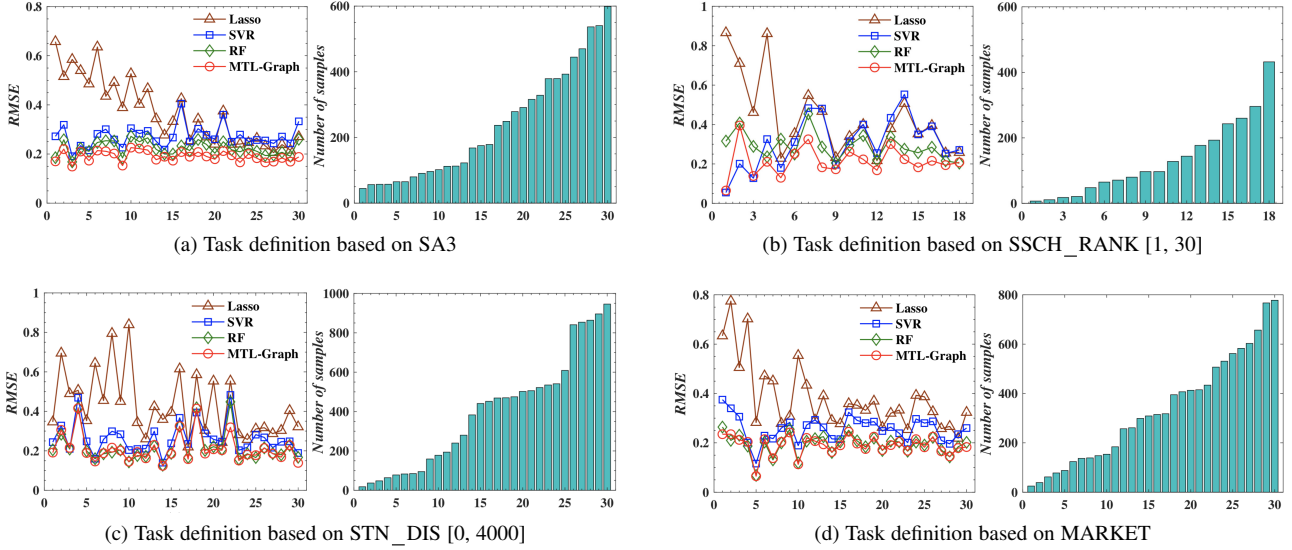 Lasso
SVR
RF
MTL-Graph
RMSE
0 0.2 0.4 0.6 0.8
0 5 10 15 20 25 30
Number of samples
0 200 400 600
0 5 10 15 20 25 30
(a) Task definition based on SA3
Lasso
SVR
RF
MTL-Graph
RMSE
0 0.2 0.4 0.6 0.8 1
0 3 6 9 12 15 18
Number of samples
0 200 400 600
3 6 9 12 15 18
(b) Task definition based on SSCH_RANK [1, 30]
Lasso
SVR
RF
MTL-Graph
RMSE
0 0.2 0.4 0.6 0.8 1
0 5 10 15 20 25 30
Number of samples
0 200 400 600 800 1000
0 5 10 15 20 25 30
(c) Task definition based on STN_DIS [0, 4000]
Lasso
SVR
RF
MTL-Graph
RMSE
0 0.2 0.4 0.6 0.8
0 5 10 15 20 25 30
Number of samples
0 200 400 600 800
0 5 10 15 20 25 30
(d) Task definition based on MARKET